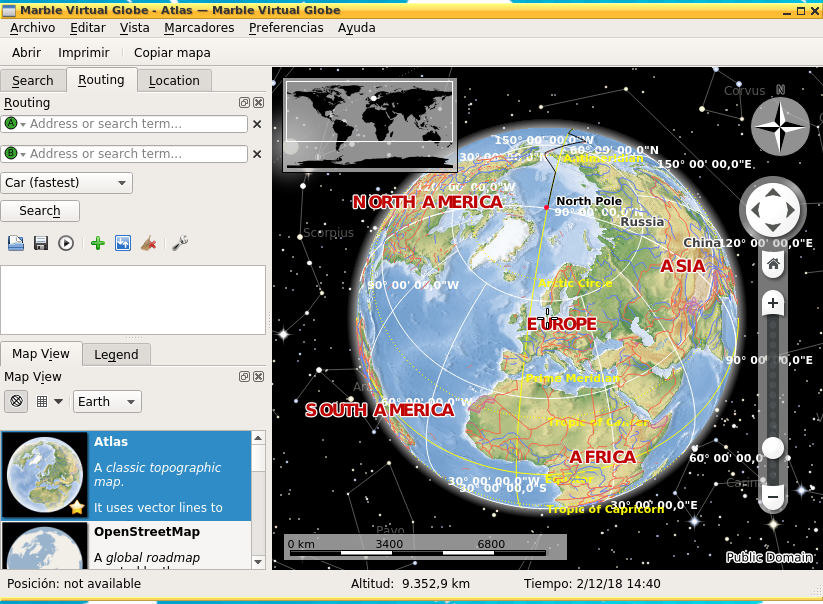 Marble Virtual Globe - Atlas — Marble Virtual Globe
Archivo Editar Vista Marcadores Preferencias Ayuda
Abrir Imprimir Copiar mapa
Search Routing Location
Routing
A Address or search term...
B Address or search term...
Car (fastest)
Search
Map View Legend
Map View
Earth
Atlas
A classic topographic
map.
It uses vector lines to
OpenStreetMap
A global roadmap
Corvus
N
150° 00' 00,0"W
60° 00' 00,0"N
Antimeridian
150° 00' 00,0"E
120° 00' 00,0"W
NORTH AMERICA
North Pole
90° 00' 00,0"N
Russia
Scorpius
China
120° 00' 00,0"E
ASIA
Arctic Circle
90° 00' 00,0"W
EUROPE
90° 00' 00,0"E
Prime Meridian
60° 00' 00,0"W
SOUTH AMERICA
Tropic of Cancer
AFRICA
60° 00' 00,0
30° 00' 00,0"W
Equator
30° 00' 00,0"S
30° 00' 00,0"E
Tropic of Capricorn
Pavo
0 km 3400 6800
Public Domain
Posición: not available Altitud: 9.352,9 km Tiempo: 2/12/18 14:40